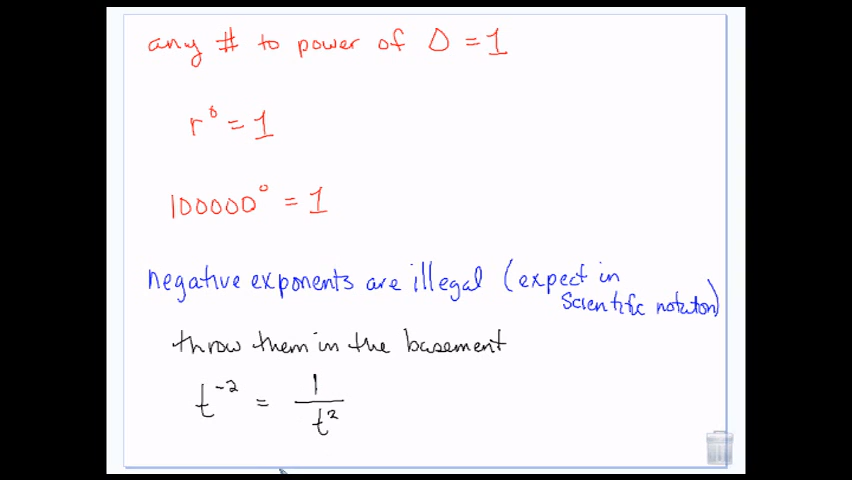 any # to power of 0 = 1
r⁰ = 1
100000⁰ = 1
negative exponents are illegal (expect in
Scientific notation)
throw them in the basement
t⁻² = 1/t²